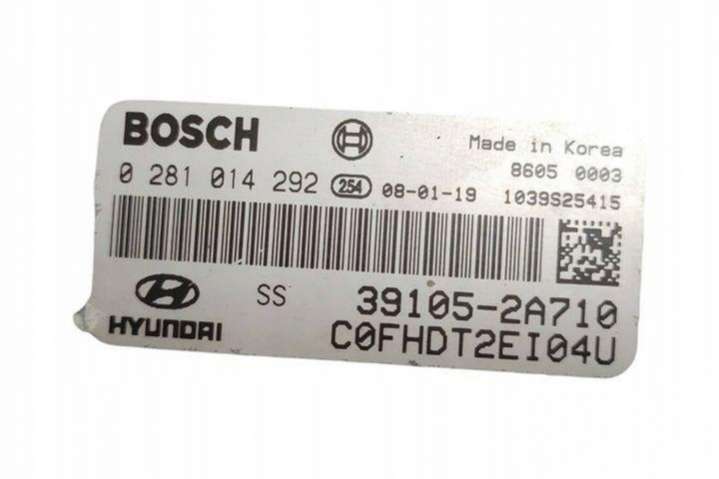 BOSCH
Made in Korea
8605 0003
0 281 014 292 254 08-01-19 1039S25415
SS 39105-2A710
HYUNDAI C0FHDT2EI04U